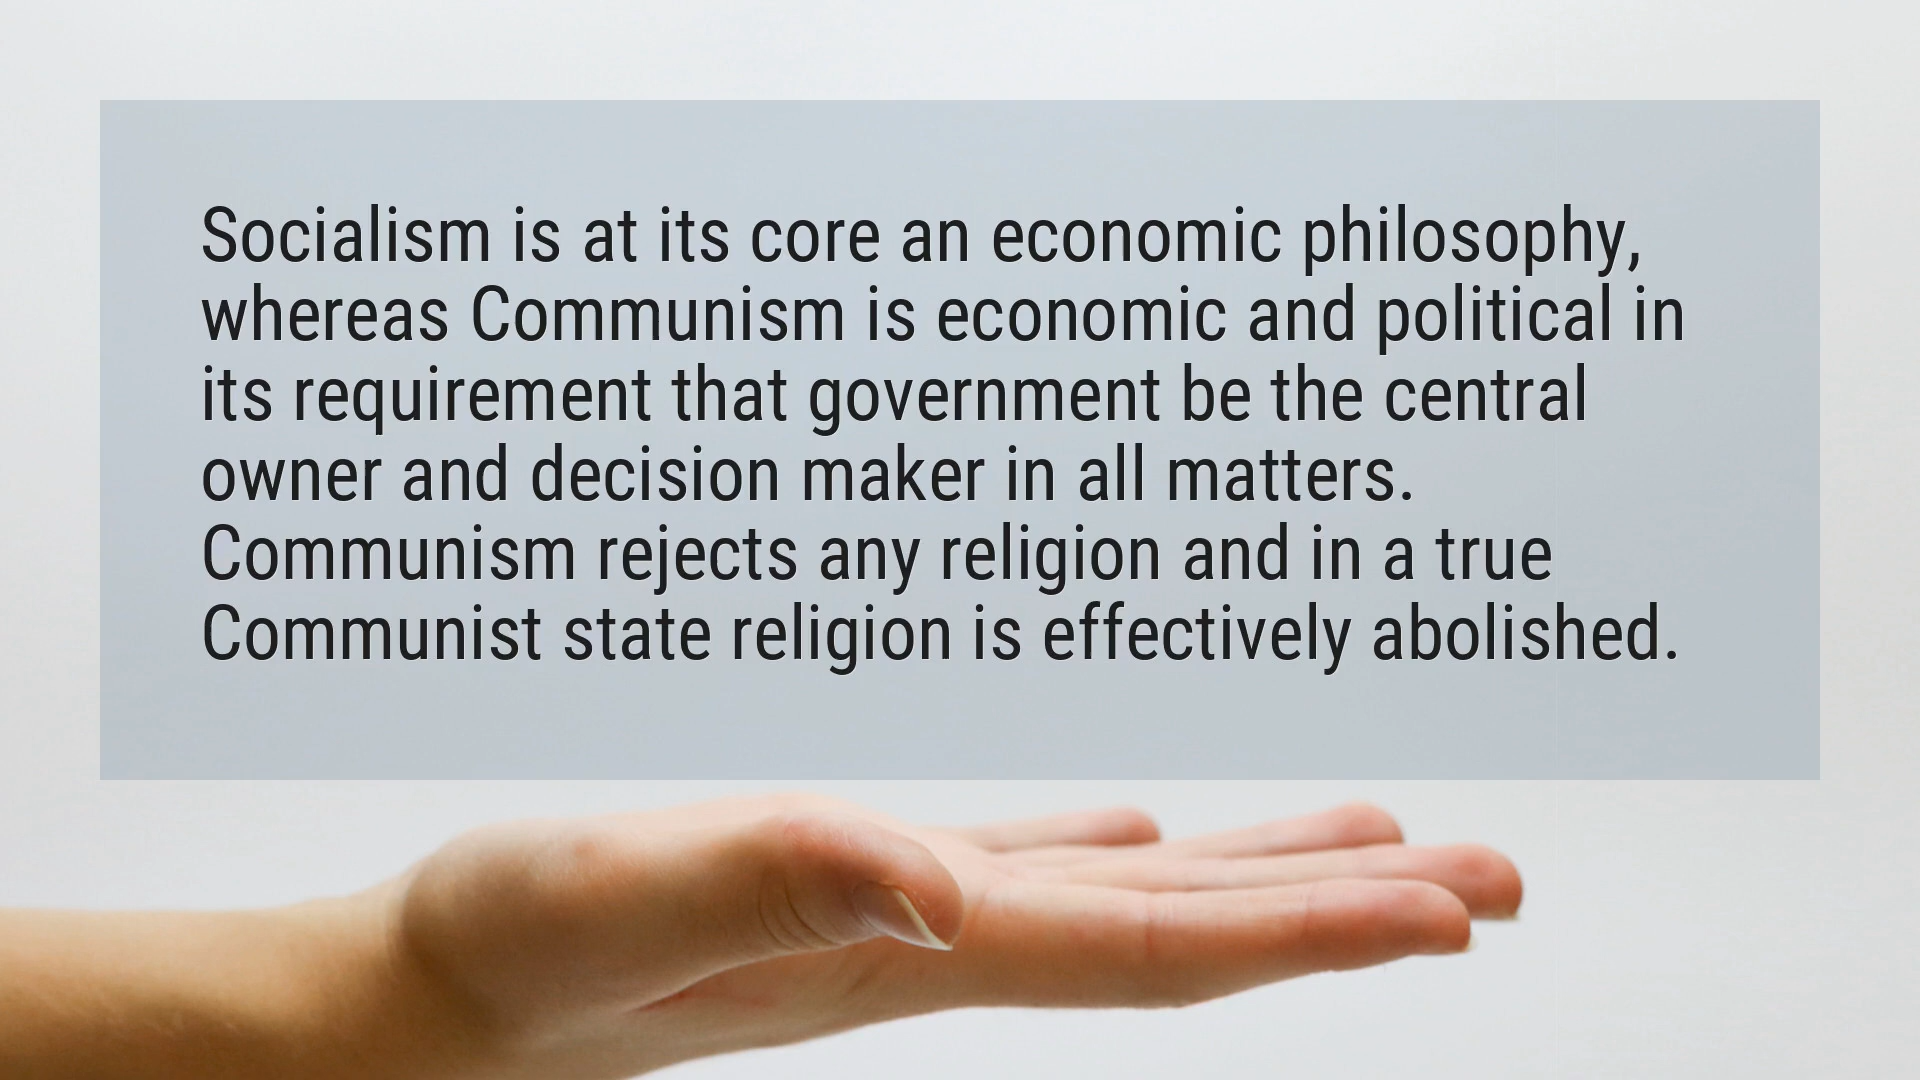 Socialism is at its core an economic philosophy,
whereas Communism is economic and political in
its requirement that government be the central
owner and decision maker in all matters.
Communism rejects any religion and in a true
Communist state religion is effectively abolished.